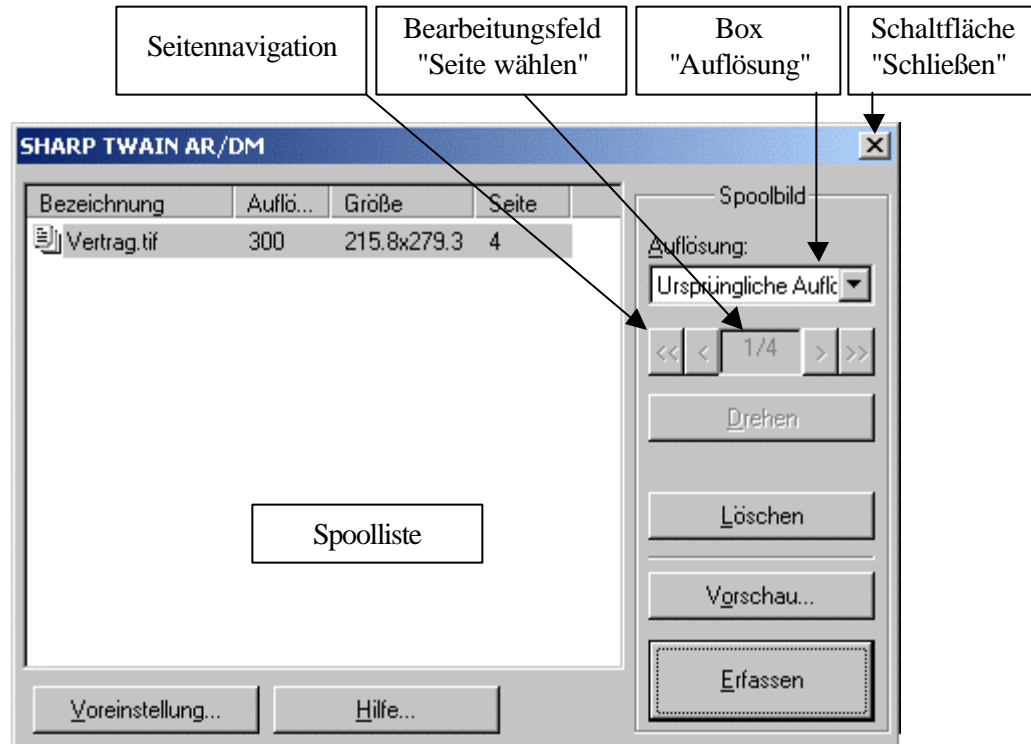 Seitennavigation
Bearbeitungsfeld
"Seite wählen"
Box
"Auflösung"
Schaltfläche
"Schließen"
SHARP TWAIN AR/DM
Bezeichnung Auflö... Größe Seite
Vertrag.tif 300 215.8x279.3 4
Spoolliste
Spoolbild
Auflösung:
Ursprüngliche Auflö
<< < 1/4 > >>
Drehen
Löschen
Vorschau...
Erfassen
Voreinstellung... Hilfe...